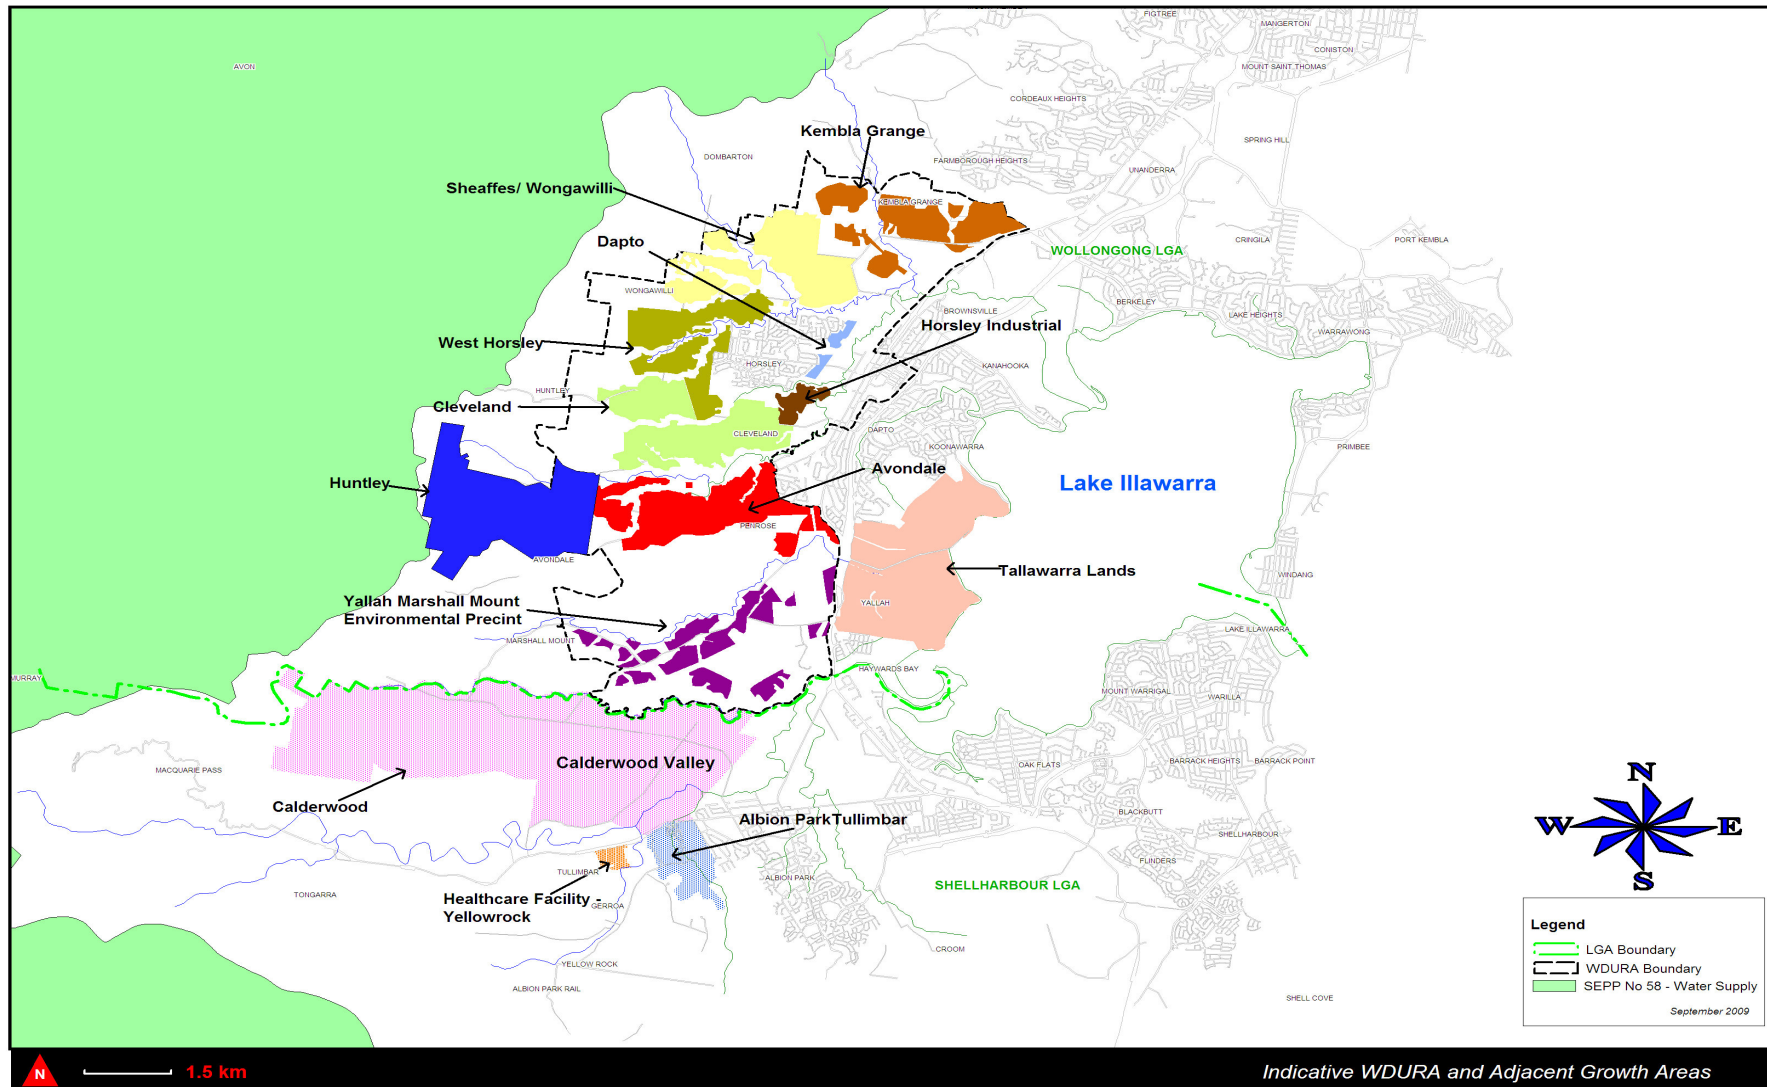 FIGTREE
MANGERTON
CONISTON
AVON
MOUNT SAINT THOMAS
CORDEAUX HEIGHTS
Kembla Grange
SPRING HILL
DOMBARTON
FARMBOROUGH HEIGHTS
UNANDERRA
Sheaffes/ Wongawilli
KEMBLA GRANGE
Dapto
WOLLONGONG LGA
CRINGILA
PORT KEMBLA
WONGAWILLI
BERKELEY
BROWNSVILLE
LAKE HEIGHTS
Horsley Industrial
WARRAWONG
West Horsley
HORSLEY
KANAHOOKA
HUNTLEY
Cleveland
CLEVELAND
DAPTO
KOONAWARRA
PRIMBEE
Avondale
Huntley
Lake Illawarra
PENROSE
AVONDALE
Tallawarra Lands
WINDANG
Yallah Marshall Mount
Environmental Precint
YALLAH
MARSHALL MOUNT
LAKE ILLAWARRA
HAYWARDS BAY
MURRAY
MOUNT WARRIGAL
WARILLA
Calderwood Valley
MACQUARIE PASS
OAK FLATS
BARRACK HEIGHTS
BARRACK POINT
Calderwood
Albion ParkTullimbar
BLACKBUTT
SHELLHARBOUR
N
W
E
S
FLINDERS
TULLIMBAR
ALBION PARK
SHELLHARBOUR LGA
TONGARRA
Healthcare Facility -
Yellowrock
GERROA
CROOM
YELLOW ROCK
ALBION PARK RAIL
SHELL COVE
Legend
LGA Boundary
WDURA Boundary
SEPP No 58 - Water Supply
September 2009
N
1.5 km
Indicative WDURA and Adjacent Growth Areas